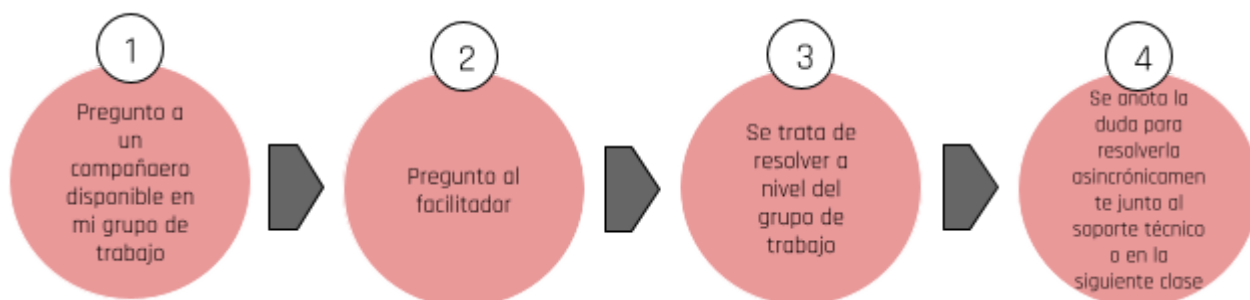 1
Pregunto a
un
compañaero
disponible en
mi grupo de
trabajo
2
Pregunto al
facilitador
3
Se trata de
resolver a
nivel del
grupo de
trabajo
4
Se anota la
duda para
resolverla
asincrónicamen
te junto al
soporte técnico
o en la
siguiente clase